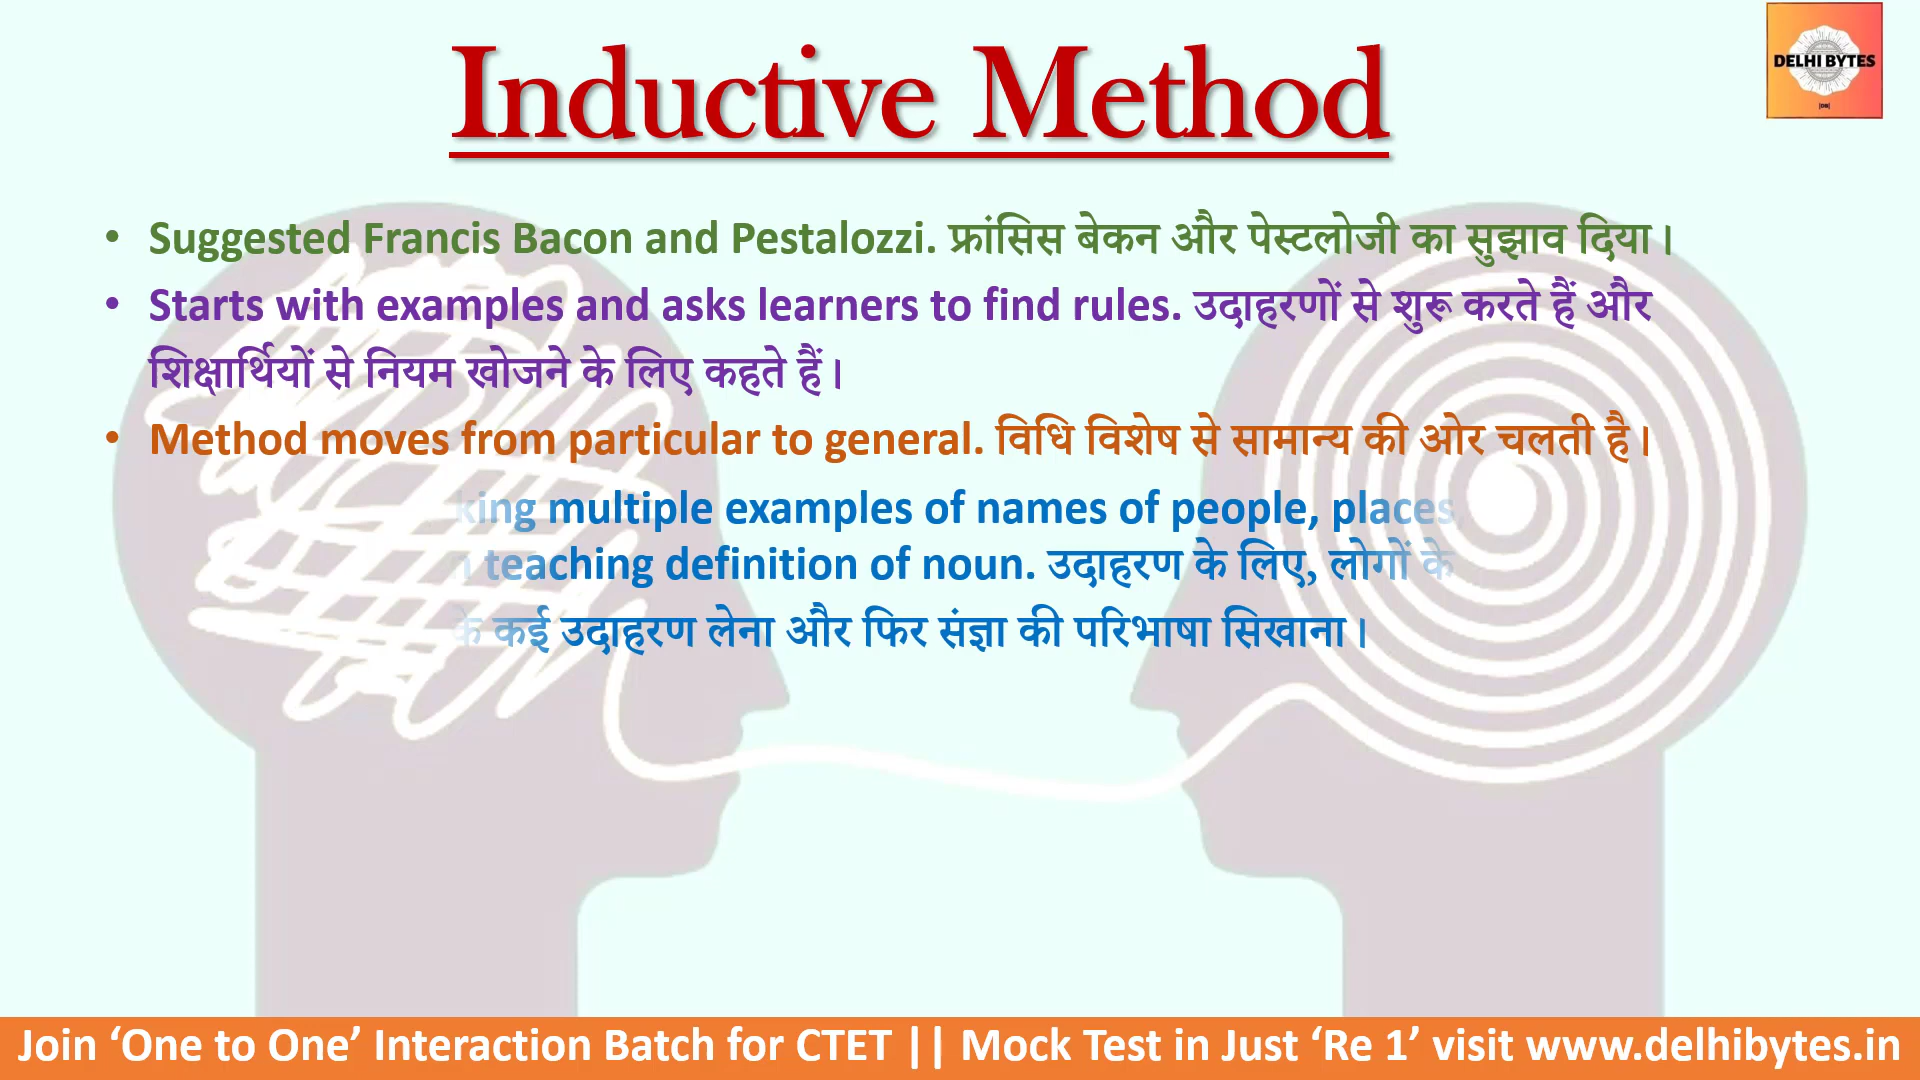 Inductive Method
DELHI BYTES
• Suggested Francis Bacon and Pestalozzi. फ्रांसिस बेकन और पेस्टलोजी का सुझाव दिया।
• Starts with examples and asks learners to find rules. उदाहरणों से शुरू करते हैं और
शिक्षार्थियों से नियम खोजने के लिए कहते हैं।
• Method moves from particular to general. विधि विशेष से सामान्य की ओर चलती है।
multiple examples of names of people, places,
teaching definition of noun. उदाहरण के लिए, लोगों के
के कई उदाहरण लेना और फिर संज्ञा की परिभाषा सिखाना।
Join ‘One to One’ Interaction Batch for CTET || Mock Test in Just ‘Re 1’ visit www.delhibytes.in